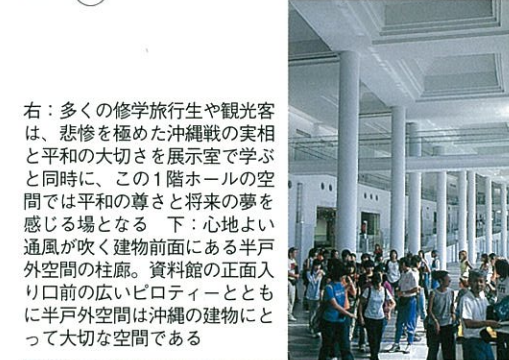 右：多くの修学旅行生や観光客
は、悲惨を極めた沖縄戦の実相
と平和の大切さを展示室で学ぶ
と同時に、この1階ホールの空
間では平和の尊さと将来の夢を
感じる場となる　下：心地よい
通風が吹く建物前面にある半戸
外空間の柱廊。資料館の正面入
り口前の広いピロティーととも
に半戸外空間は沖縄の建物にと
って大切な空間である